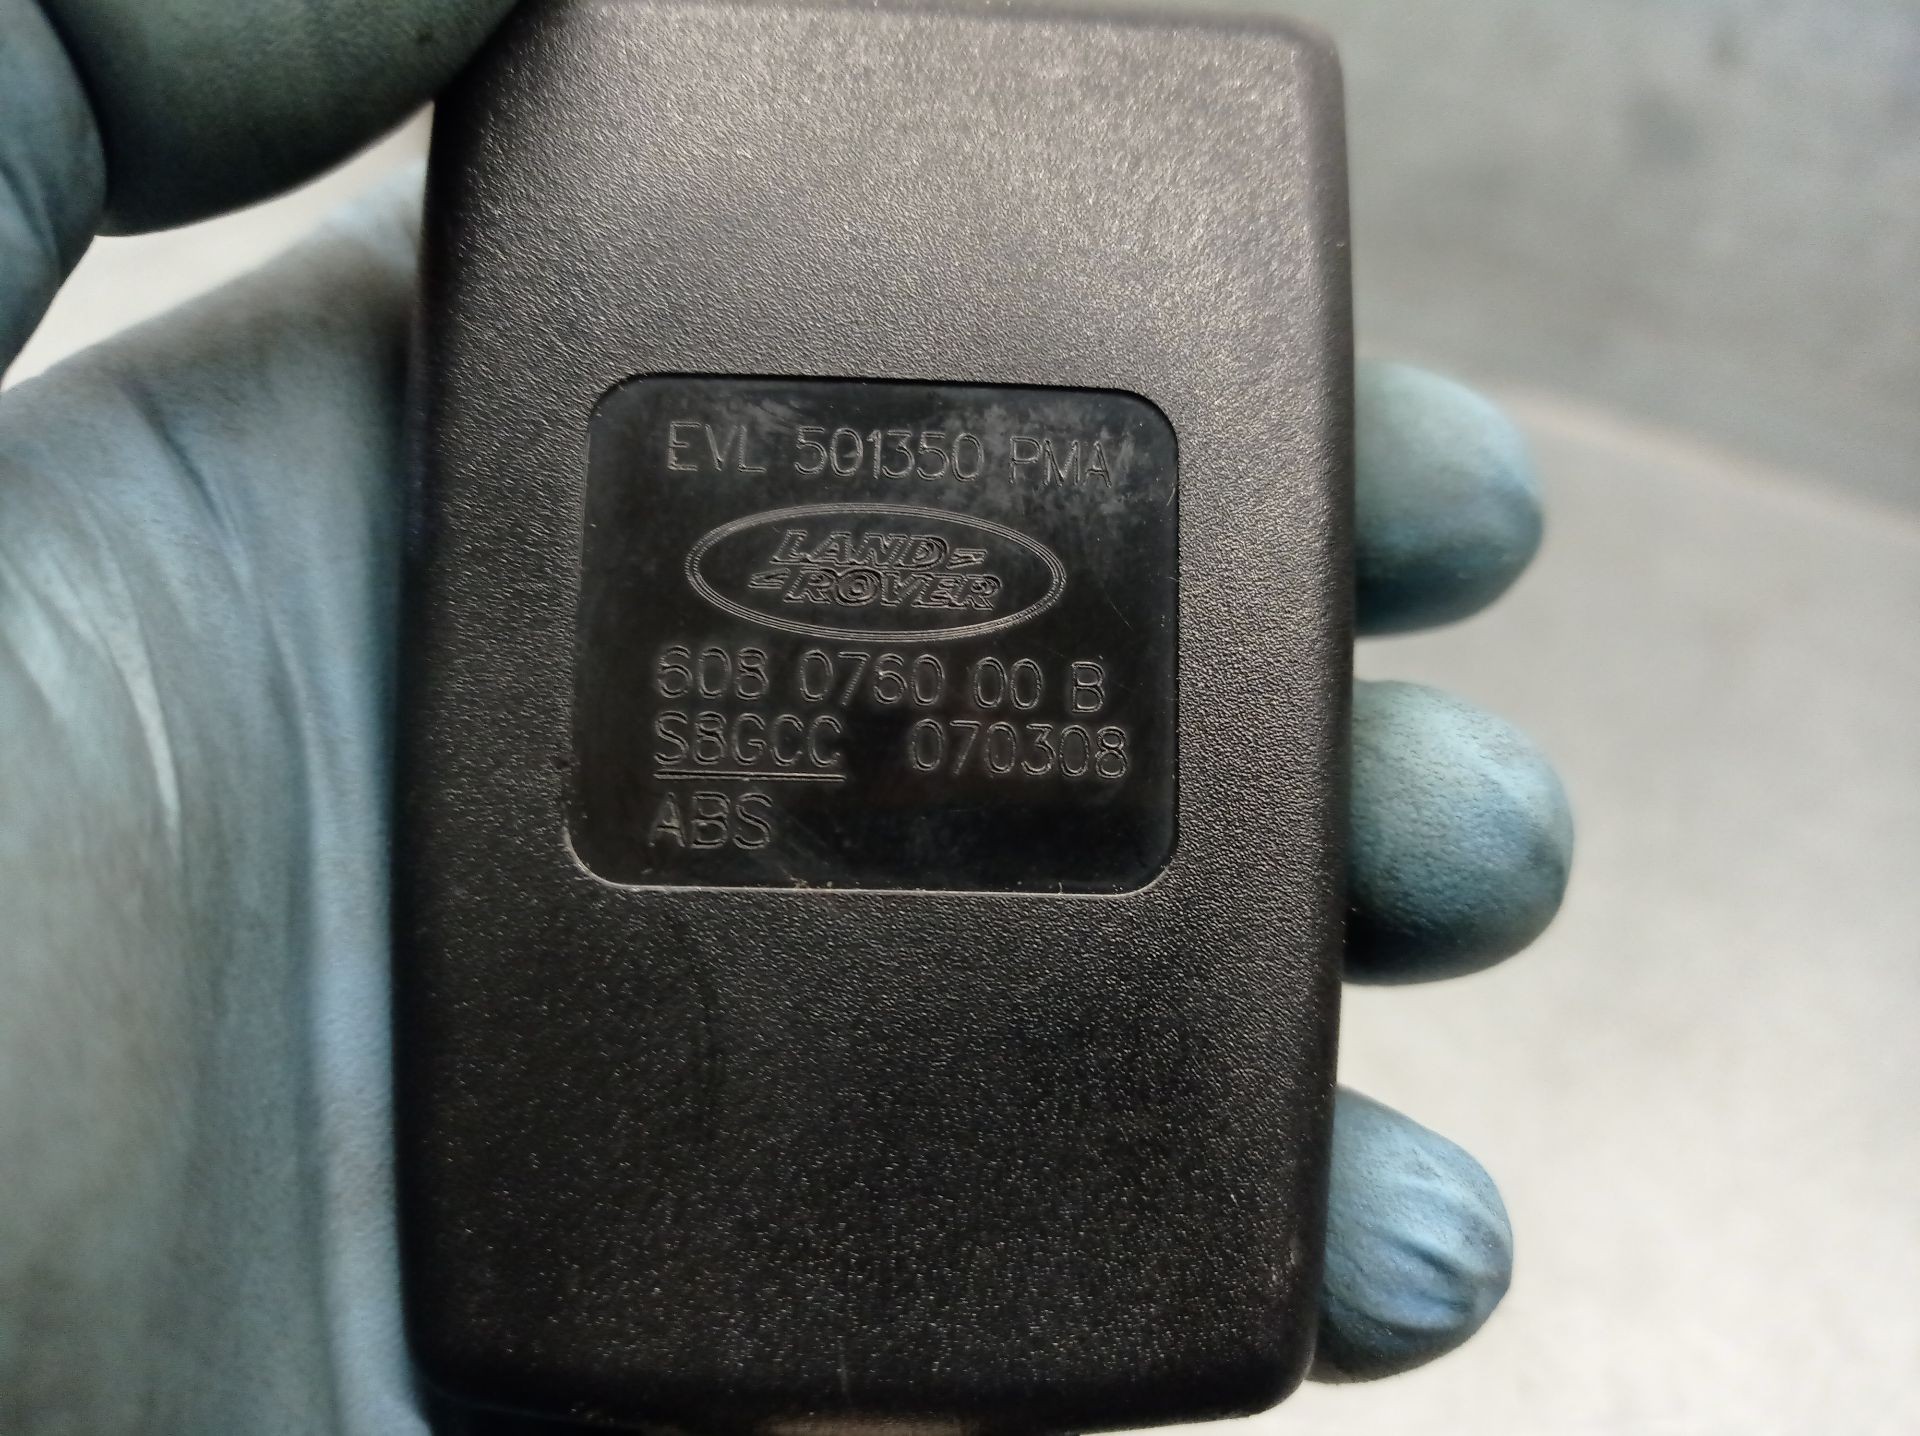 EVL 501350 PMA
LAND
ROVER
608 0760 00 B
SBGCC 070308
ABS